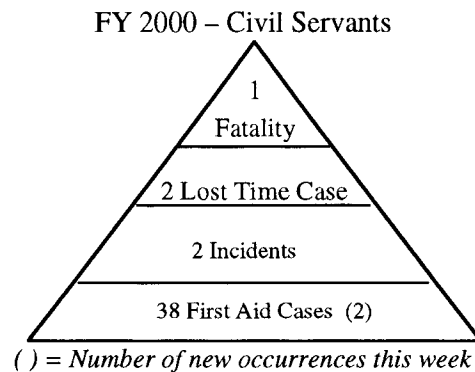 FY 2000 – Civil Servants
1
Fatality
2 Lost Time Case
2 Incidents
38 First Aid Cases (2)
( ) = Number of new occurrences this week